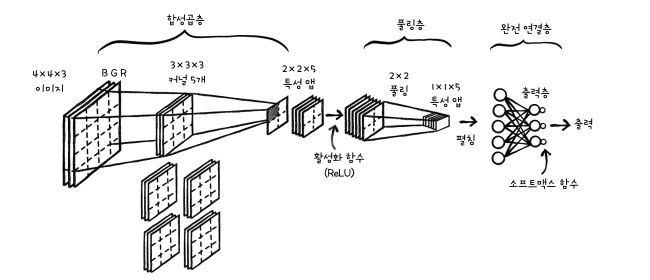 합성곱층
풀링층
완전 연결층
4×4×3
이미지
B G R
3×3×3
커널 5개
2×2×5
특성 맵
2×2
풀링
1×1×5
특성 맵
출력층
활성화 함수
(ReLU)
펼침
출력
소프트맥스 함수